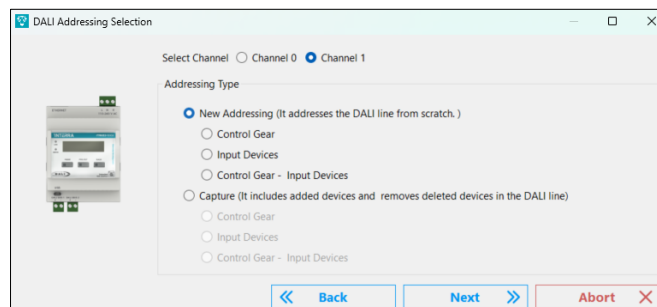 DALI Addressing Selection
Select Channel Channel 0 Channel 1
Addressing Type
New Addressing (It addresses the DALI line from scratch. )
Control Gear
Input Devices
Control Gear - Input Devices
Capture (It includes added devices and removes deleted devices in the DALI line)
Control Gear
Input Devices
Control Gear - Input Devices
Back Next Abort